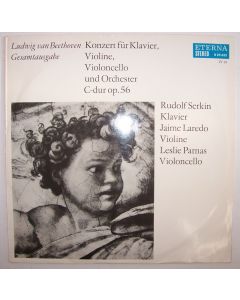 Ludwig van Beethoven
Gesamtausgabe
Konzert für Klavier,
Violine,
Violoncello
und Orchester
C-dur op. 56
ETERNA
STEREO
Rudolf Serkin
Klavier
Jaime Laredo
Violine
Leslie Parnas
Violoncello